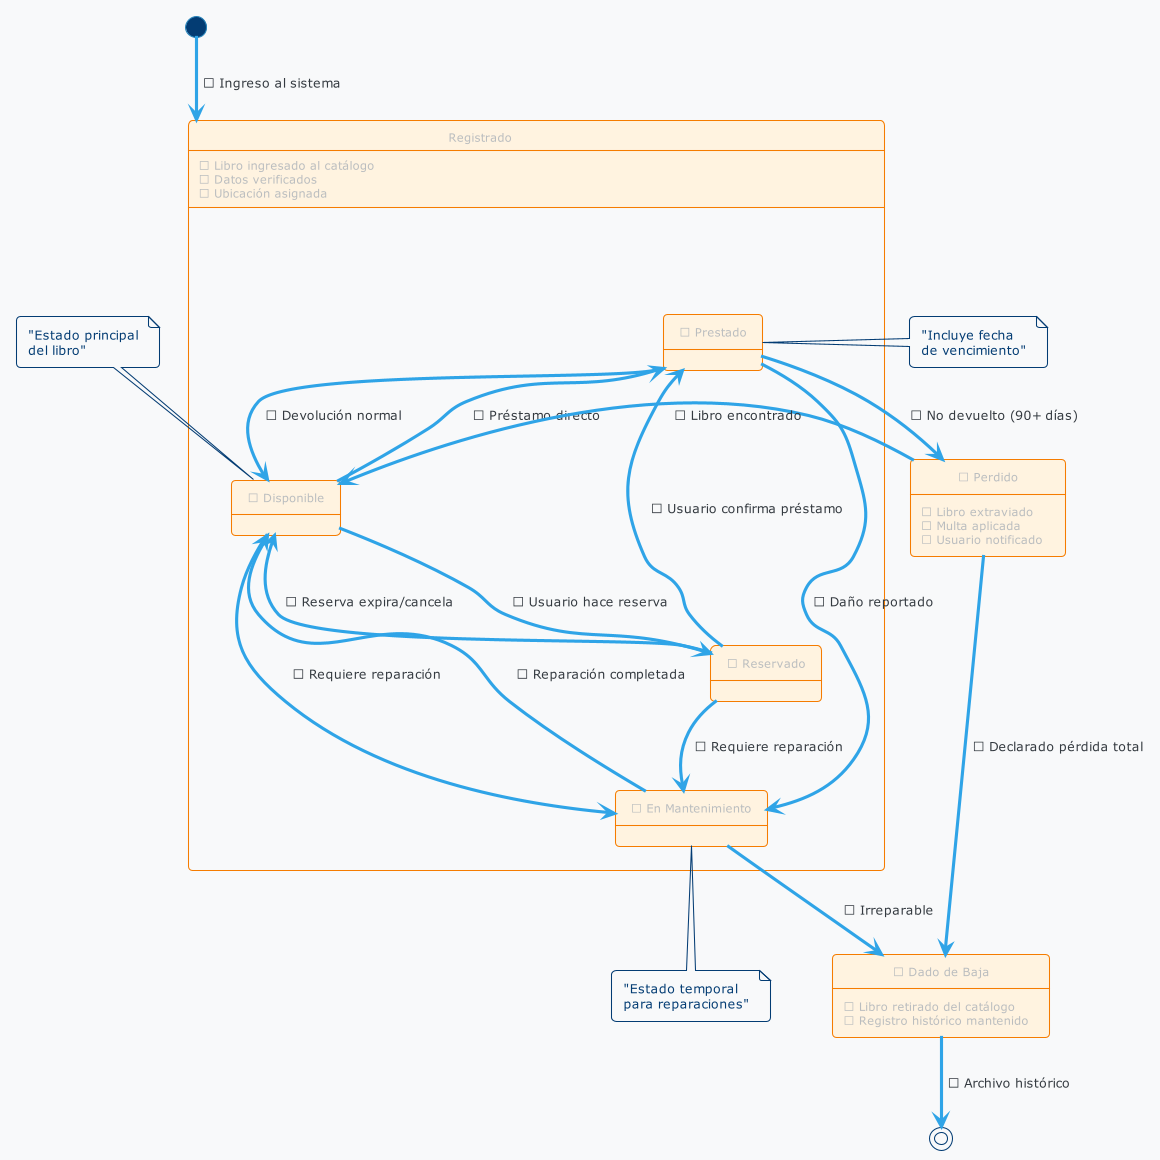 ☐ Ingreso al sistema
Registrado
☐ Libro ingresado al catálogo
☐ Datos verificados
☐ Ubicación asignada
"Estado principal
del libro"
☐ Prestado
"Incluye fecha
de vencimiento"
☐ Devolución normal
☐ Préstamo directo
☐ Libro encontrado
☐ No devuelto (90+ días)
☐ Disponible
☐ Perdido
☐ Libro extraviado
☐ Multa aplicada
☐ Usuario notificado
☐ Usuario confirma préstamo
☐ Reserva expira/cancela
☐ Usuario hace reserva
☐ Daño reportado
☐ Requiere reparación
☐ Reparación completada
☐ Reservado
☐ Requiere reparación
☐ Declarado pérdida total
☐ En Mantenimiento
☐ Irreparable
"Estado temporal
para reparaciones"
☐ Dado de Baja
☐ Libro retirado del catálogo
☐ Registro histórico mantenido
☐ Archivo histórico